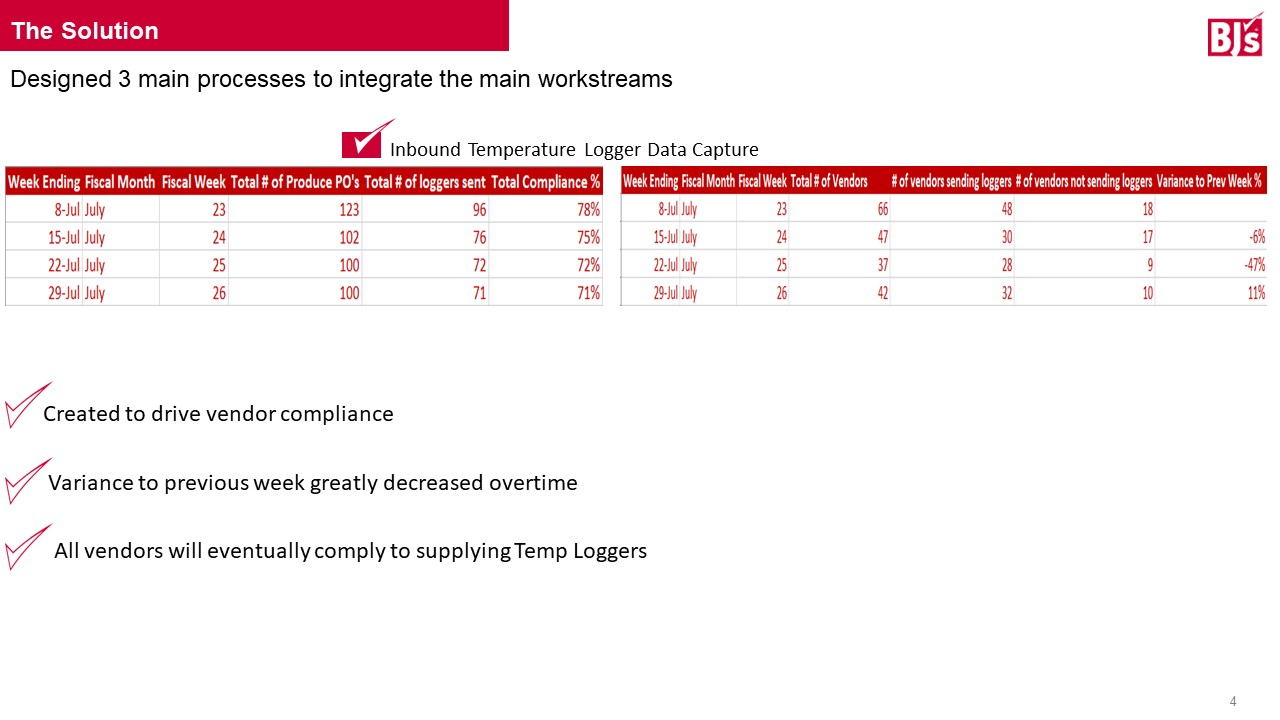 The Solution
BJ's
Designed 3 main processes to integrate the main workstreams
Inbound Temperature Logger Data Capture
Week Ending Fiscal Month Fiscal Week Total # of Produce PO's Total # of loggers sent Total Compliance %
8-Jul July 23 123 96 78%
15-Jul July 24 102 76 75%
22-Jul July 25 100 72 72%
29-Jul July 26 100 71 71%
Week Ending Fiscal Month Fiscal Week Total # of Vendors # of vendors sending loggers # of vendors not sending loggers Variance to Prev Week %
8-Jul July 23 66 48 18
15-Jul July 24 47 30 17 -6%
22-Jul July 25 37 28 9 -47%
29-Jul July 26 42 32 10 11%
Created to drive vendor compliance
Variance to previous week greatly decreased overtime
All vendors will eventually comply to supplying Temp Loggers
4